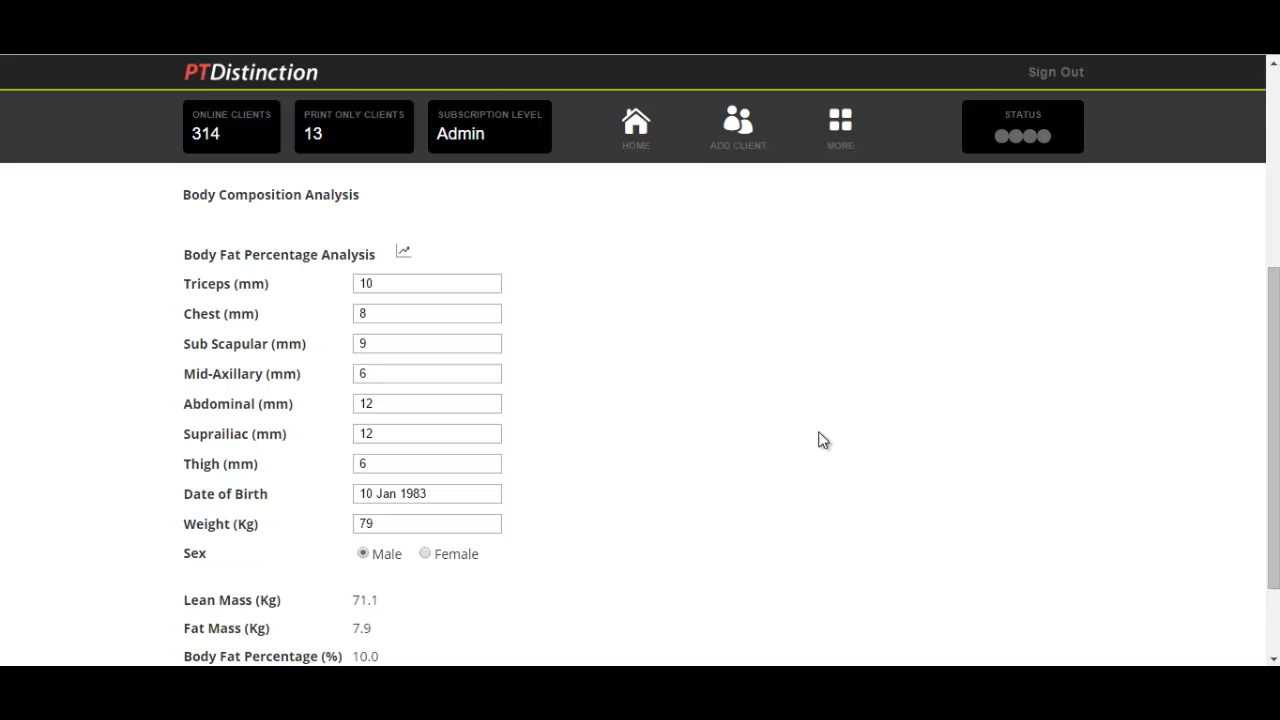 PTDistinction
Sign Out
ONLINE CLIENTS
314
PRINT ONLY CLIENTS
13
SUBSCRIPTION LEVEL
Admin
HOME
ADD CLIENT
MORE
STATUS
Body Composition Analysis
Body Fat Percentage Analysis
Triceps (mm) 10
Chest (mm) 8
Sub Scapular (mm) 9
Mid-Axillary (mm) 6
Abdominal (mm) 12
Suprailiac (mm) 12
Thigh (mm) 6
Date of Birth 10 Jan 1983
Weight (Kg) 79
Sex Male Female
Lean Mass (Kg) 71.1
Fat Mass (Kg) 7.9
Body Fat Percentage (%) 10.0